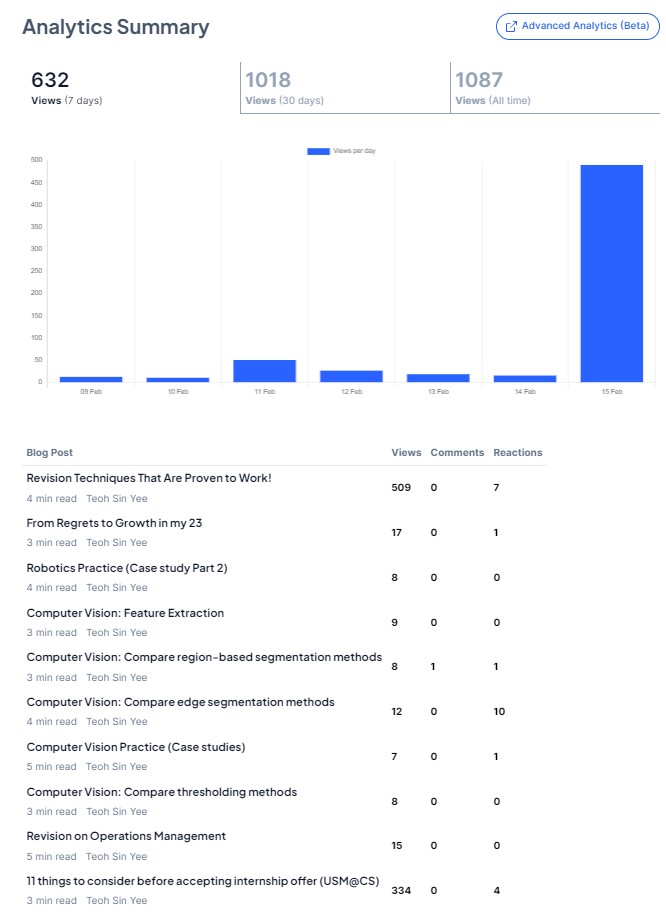 Analytics Summary
Advanced Analytics (Beta)
632 1018 1087
Views (7 days) Views (30 days) Views (All time)
Views per day
500
450
400
350
300
250
200
150
100
50
0
09 Feb 10 Feb 11 Feb 12 Feb 13 Feb 14 Feb 15 Feb
Blog Post Views Comments Reactions
Revision Techniques That Are Proven to Work!
509 0 7
4 min read Teoh Sin Yee
From Regrets to Growth in my 23
17 0 1
3 min read Teoh Sin Yee
Robotics Practice (Case study Part 2)
8 0 0
4 min read Teoh Sin Yee
Computer Vision: Feature Extraction
9 0 0
3 min read Teoh Sin Yee
Computer Vision: Compare region-based segmentation methods
8 1 1
3 min read Teoh Sin Yee
Computer Vision: Compare edge segmentation methods
12 0 10
4 min read Teoh Sin Yee
Computer Vision Practice (Case studies)
7 0 1
5 min read Teoh Sin Yee
Computer Vision: Compare thresholding methods
8 0 0
3 min read Teoh Sin Yee
Revision on Operations Management
15 0 0
5 min read Teoh Sin Yee
11 things to consider before accepting internship offer (USM@CS)
334 0 4
3 min read Teoh Sin Yee